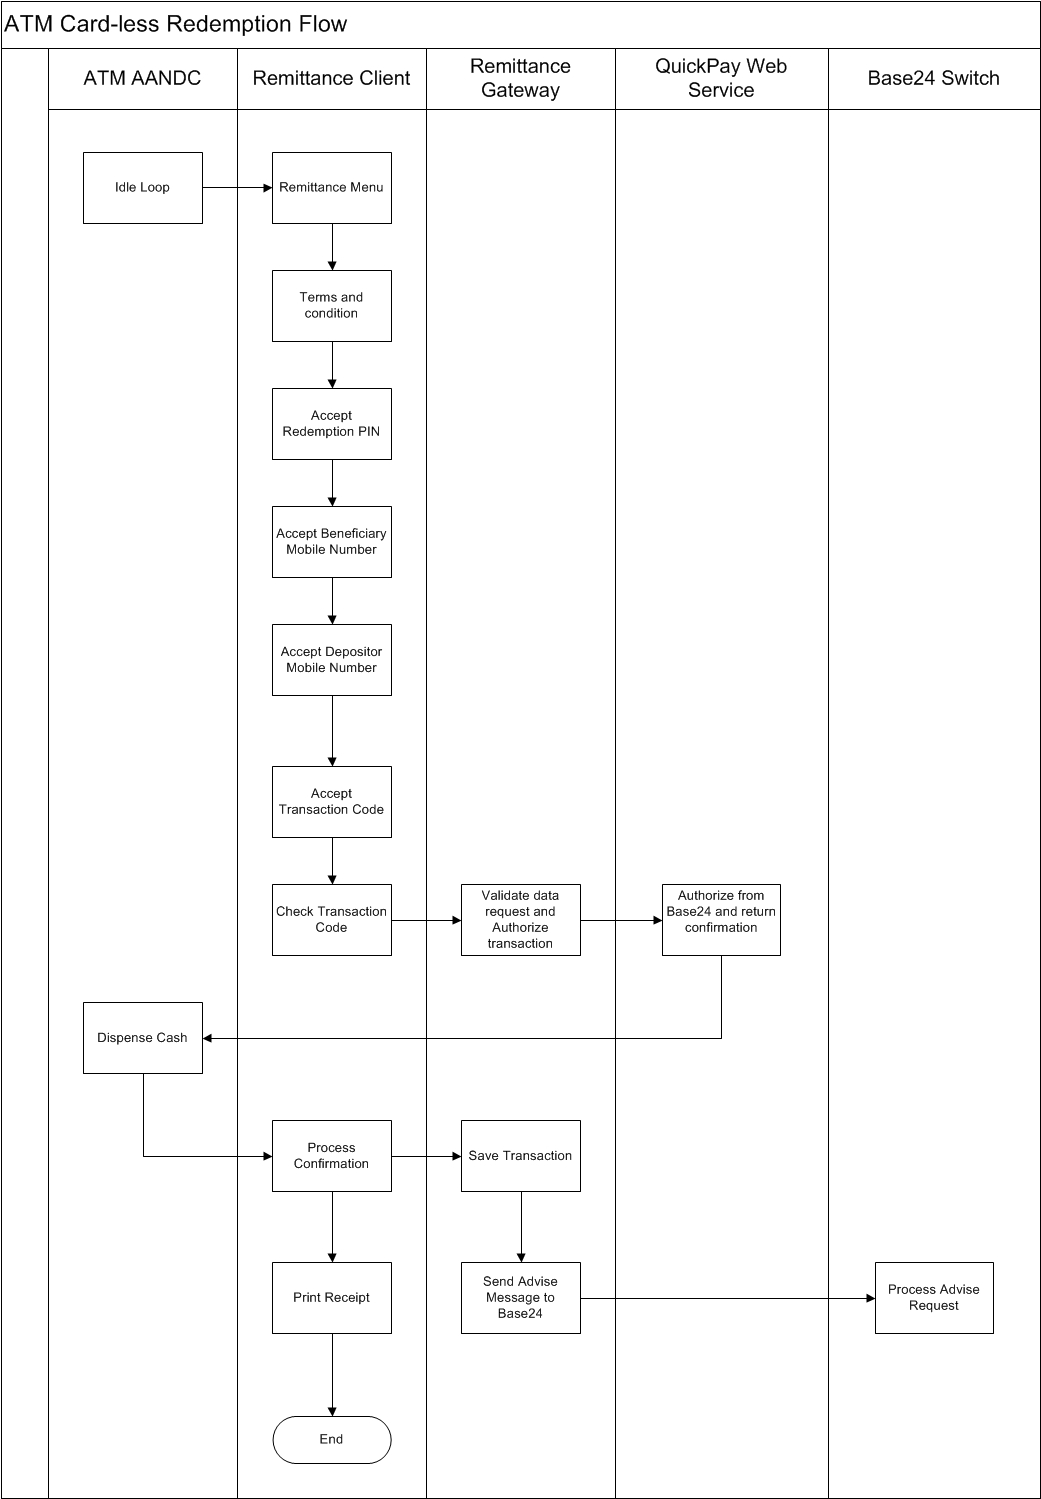 ATM Card-less Redemption Flow
ATM AANDC
Remittance Client
Remittance
Gateway
QuickPay Web
Service
Base24 Switch
Idle Loop
Remittance Menu
Terms and
condition
Accept
Redemption PIN
Accept Beneficiary
Mobile Number
Accept Depositor
Mobile Number
Accept
Transaction Code
Check Transaction
Code
Validate data
request and
Authorize
transaction
Authorize from
Base24 and return
confirmation
Dispense Cash
Process
Confirmation
Save Transaction
Print Receipt
Send Advise
Message to
Base24
Process Advise
Request
End